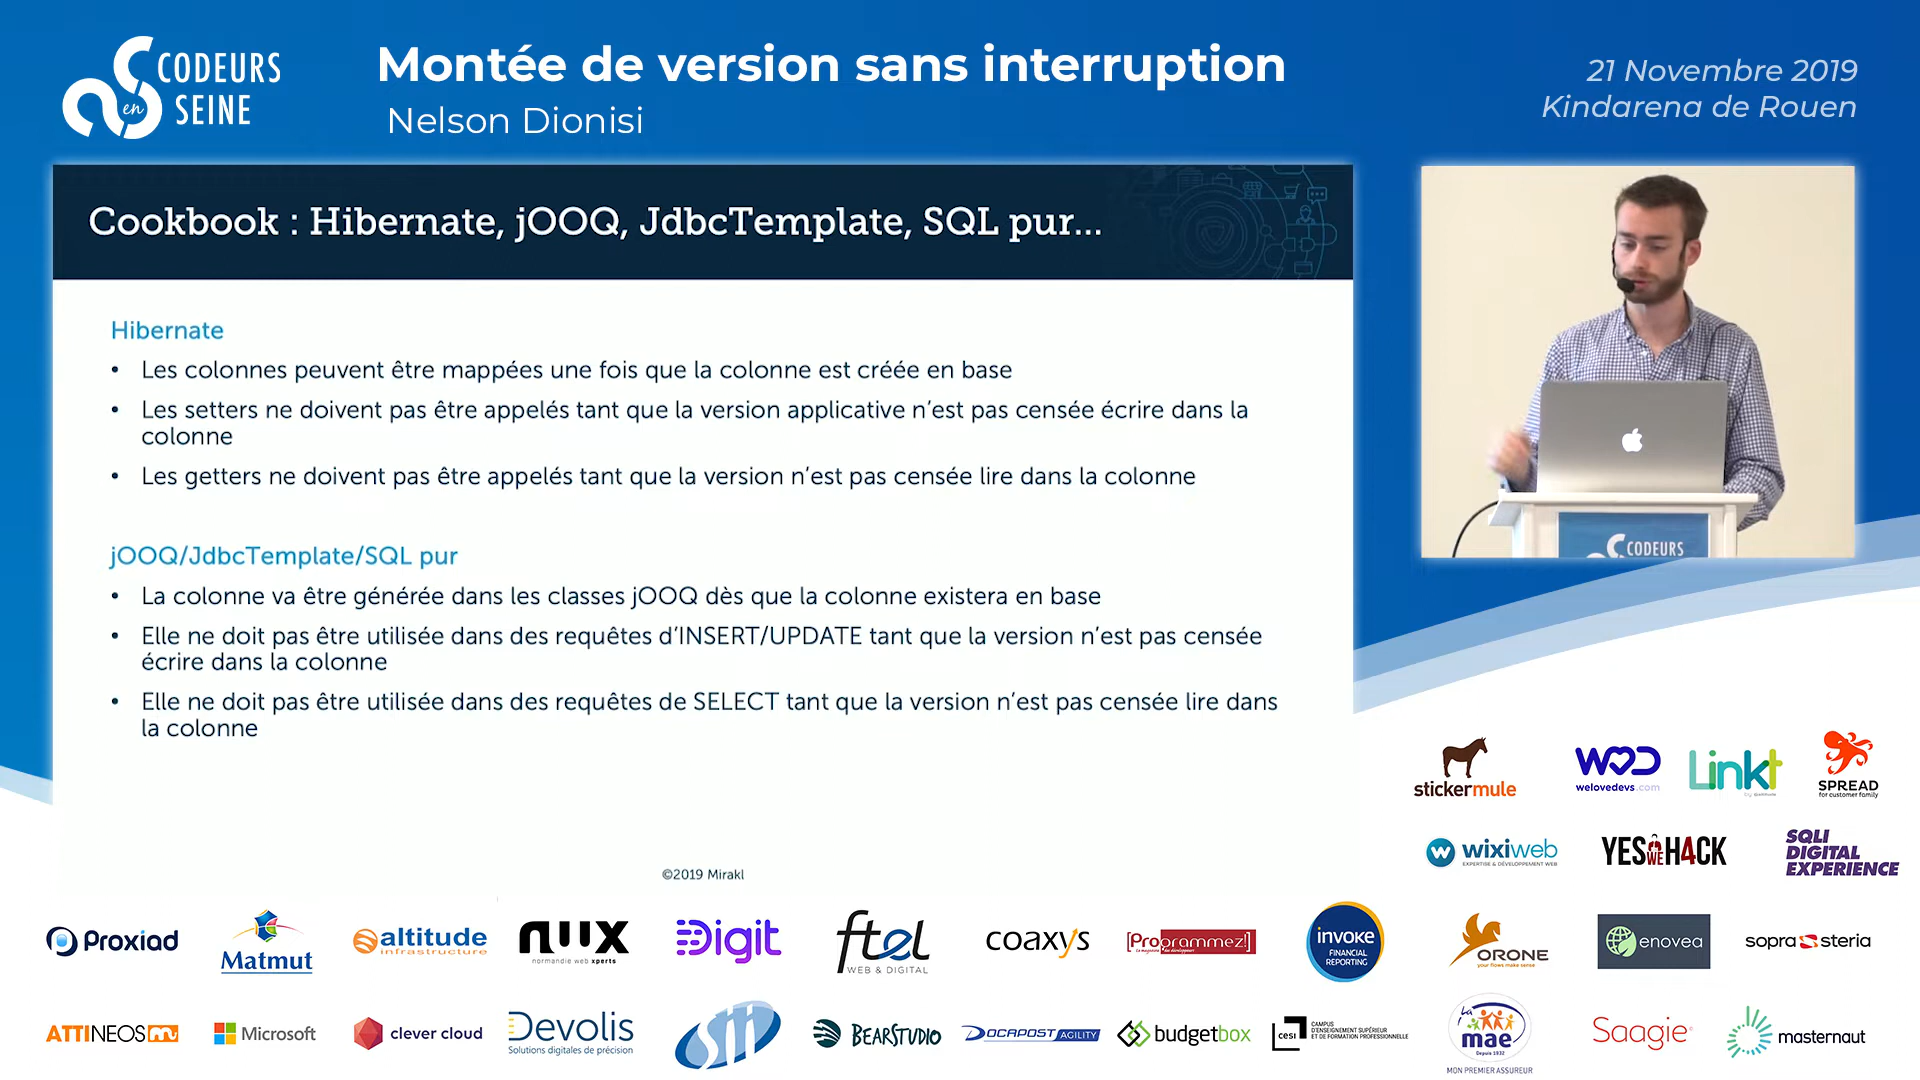 CODEURS
en
SEINE
Montée de version sans interruption
Nelson Dionisi
21 Novembre 2019
Kindarena de Rouen
Cookbook : Hibernate, jOOQ, JdbcTemplate, SQL pur...
Hibernate
• Les colonnes peuvent être mappées une fois que la colonne est créée en base
• Les setters ne doivent pas être appelés tant que la version applicative n’est pas censée écrire dans la
colonne
• Les getters ne doivent pas être appelés tant que la version n’est pas censée lire dans la colonne
jOOQ/JdbcTemplate/SQL pur
• La colonne va être générée dans les classes jOOQ dès que la colonne existera en base
• Elle ne doit pas être utilisée dans des requêtes d’INSERT/UPDATE tant que la version n’est pas censée
écrire dans la colonne
• Elle ne doit pas être utilisée dans des requêtes de SELECT tant que la version n’est pas censée lire dans
la colonne
©2019 Mirakl
CODEURS
stickermule
WD
welovedevs.com
Linkt
SPREAD
for customer family
w wixiweb
EXPERTISE & DÉVELOPPEMENT WEB
YES WE H4CK
SQLI
DIGITAL
EXPERIENCE
Proxiad
Matmut
altitude
infrastructure
nwx
normandie web xperts
Digit
ftel
WEB & DIGITAL
coaxys
[Programmez!]
invoke
FINANCIAL
REPORTING
ORONE
your flows make sense
enovea
sopra steria
ATTINEOS
Microsoft
clever cloud
Devolis
Solutions digitales de précision
Sii
BEARSTUDIO
DOCAPOST AGILITY
budgetbox
cesi
CAMPUS
D'ENSEIGNEMENT SUPÉRIEUR
ET DE FORMATION PROFESSIONNELLE
La
mae
Depuis 1932
MON PREMIER ASSUREUR
Saagie
masternaut